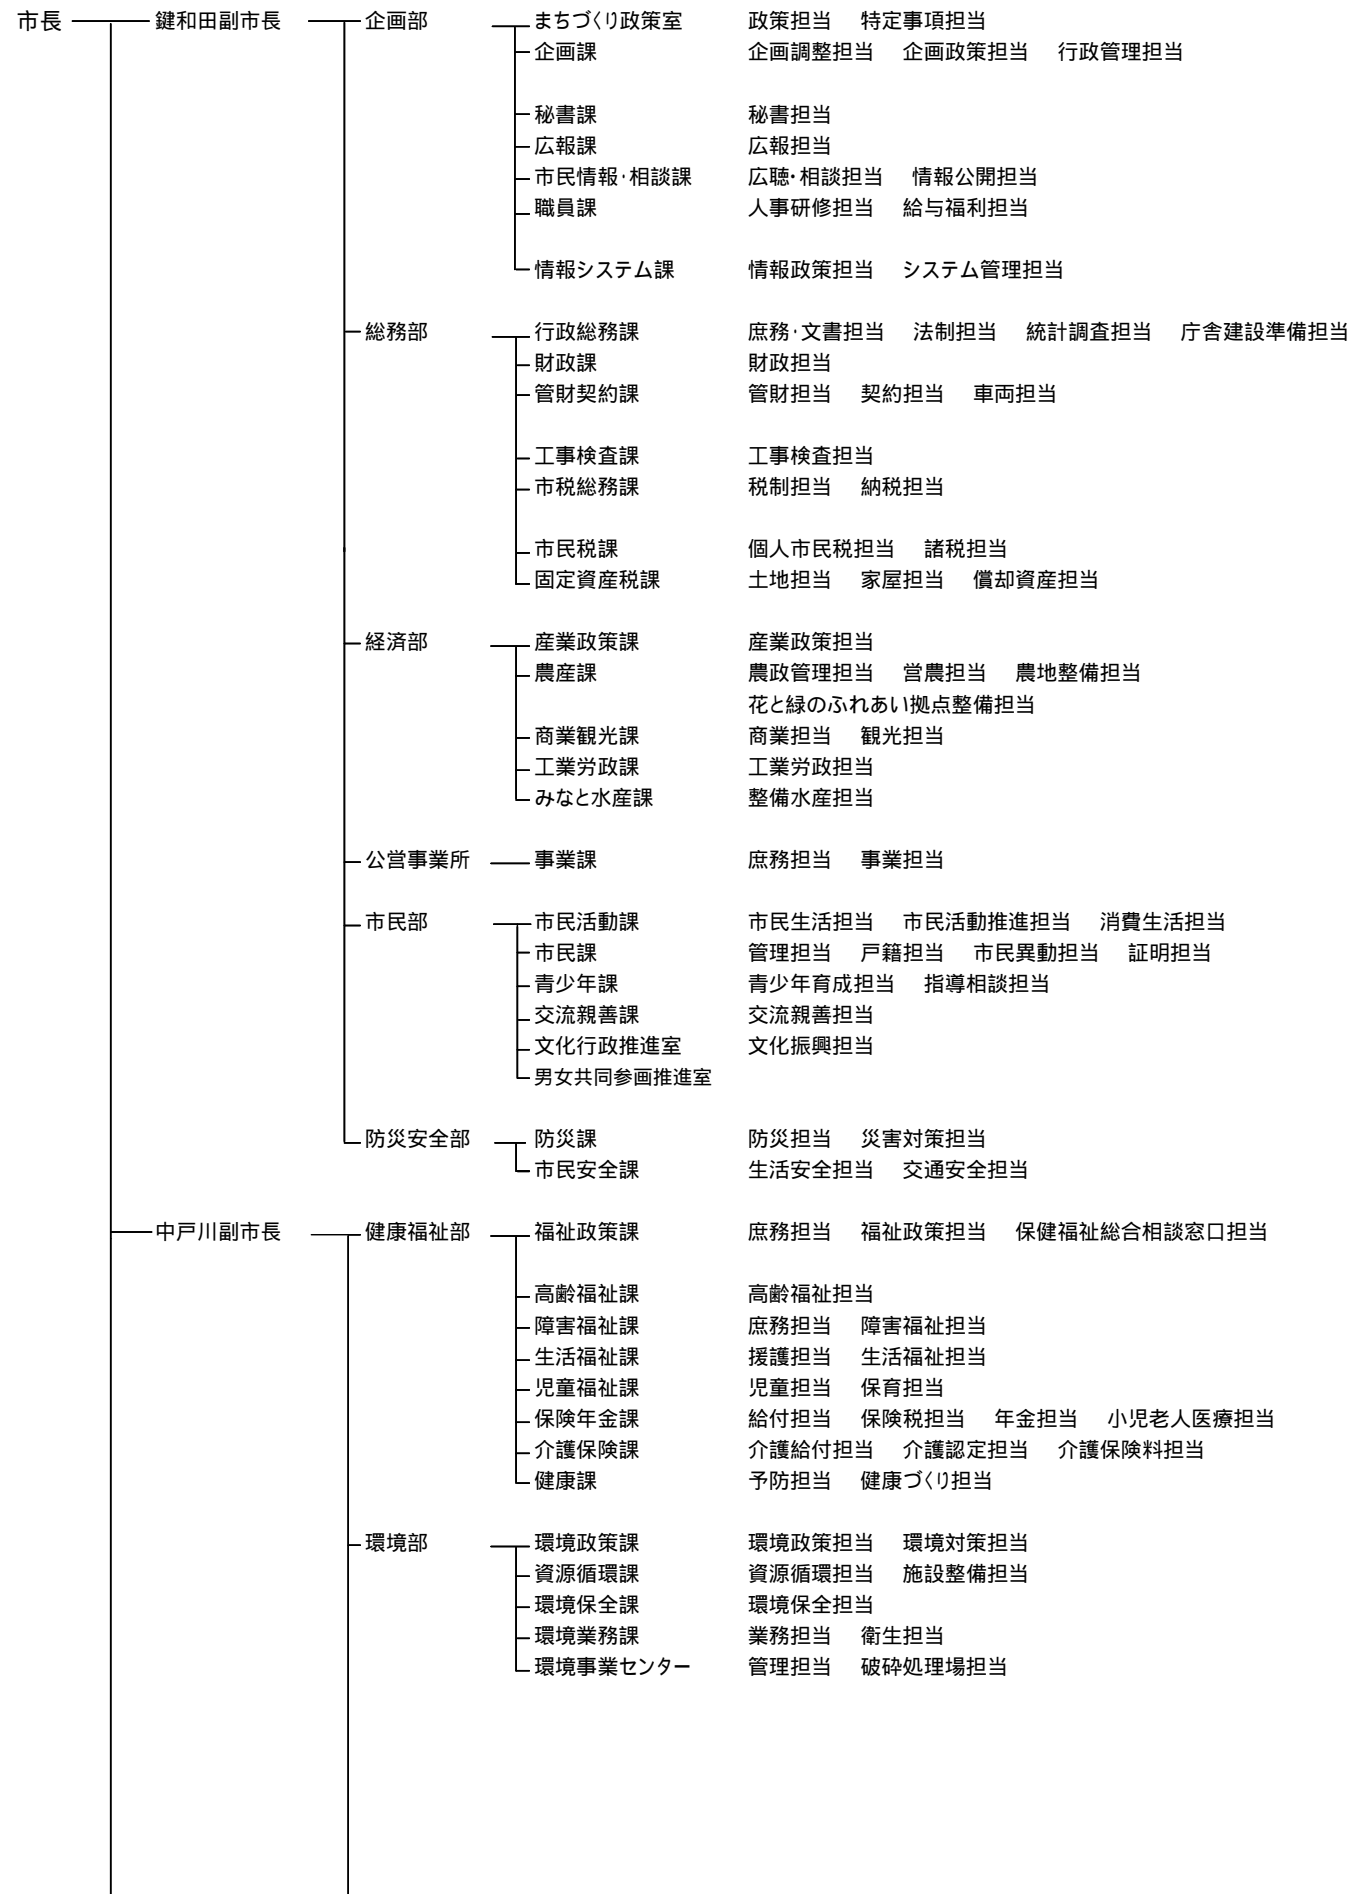 市長 鍵和田副市長 企画部 まちづくり政策室 政策担当 特定事項担当
企画課 企画調整担当 企画政策担当 行政管理担当
秘書課 秘書担当
広報課 広報担当
市民情報・相談課 広聴・相談担当 情報公開担当
職員課 人事研修担当 給与福利担当
情報システム課 情報政策担当 システム管理担当
総務部 行政総務課 庶務・文書担当 法制担当 統計調査担当 庁舎建設準備担当
財政課 財政担当
管財契約課 管財担当 契約担当 車両担当
工事検査課 工事検査担当
市税総務課 税制担当 納税担当
市民税課 個人市民税担当 諸税担当
固定資産税課 土地担当 家屋担当 償却資産担当
経済部 産業政策課 産業政策担当
農産課 農政管理担当 営農担当 農地整備担当
花と緑のふれあい拠点整備担当
商業観光課 商業担当 観光担当
工業労政課 工業労政担当
みなと水産課 整備水産担当
公営事業所 事業課 庶務担当 事業担当
市民部 市民活動課 市民生活担当 市民活動推進担当 消費生活担当
市民課 管理担当 戸籍担当 市民異動担当 証明担当
青少年課 青少年育成担当 指導相談担当
交流親善課 交流親善担当
文化行政推進室 文化振興担当
男女共同参画推進室
防災安全部 防災課 防災担当 災害対策担当
市民安全課 生活安全担当 交通安全担当
中戸川副市長 健康福祉部 福祉政策課 庶務担当 福祉政策担当 保健福祉総合相談窓口担当
高齢福祉課 高齢福祉担当
障害福祉課 庶務担当 障害福祉担当
生活福祉課 援護担当 生活福祉担当
児童福祉課 児童担当 保育担当
保険年金課 給付担当 保険税担当 年金担当 小児老人医療担当
介護保険課 介護給付担当 介護認定担当 介護保険料担当
健康課 予防担当 健康づくり担当
環境部 環境政策課 環境政策担当 環境対策担当
資源循環課 資源循環担当 施設整備担当
環境保全課 環境保全担当
環境業務課 業務担当 衛生担当
環境事業センター 管理担当 破砕処理場担当